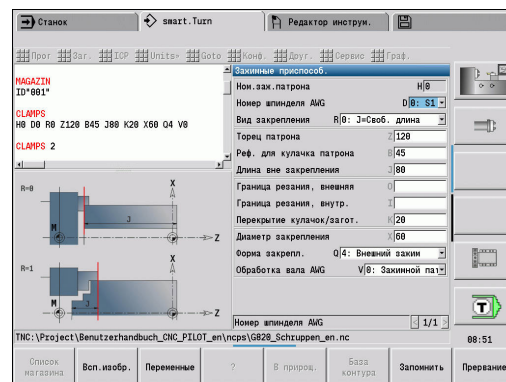 Станок
smart.Turn
Редактор инструм.
Прог Заг. ICP Units» Goto Конф. Друг. Сервис Граф.
MAGAZIN
ID"001"
CLAMPS
H0 D0 R0 Z120 B45 J80 K20 X60 Q4 V0
CLAMPS 2
Зажимные приспособ.
Ном.заж.патрона H 0
Номер шпинделя AWG D 0: S1
Вид закрепления R 0: J=Своб. длина
Торец патрона Z 120
Реф. для кулачка патрона B 45
Длина вне закрепления J 80
Граница резания, внешняя O
Граница резания, внутр. I
Перекрытие кулачок/загот. K 20
Диаметр закрепления X 60
Форма закрепл. Q 4: Внешний зажим
Обработка вала AWG V 0: Зажимной пат
Номер шпинделя AWG 1/1
R=0
X
J
M
Z
R=1
X
J
M
Z
TNC:\Project\Benutzerhandbuch_CNC_PILOT_en\ncps\G820_Schruppen_en.nc
T
08:51
Список магазина
Всп.изобр.
Переменные
?
В прирощ.
База контура
Запомнить
Прервание